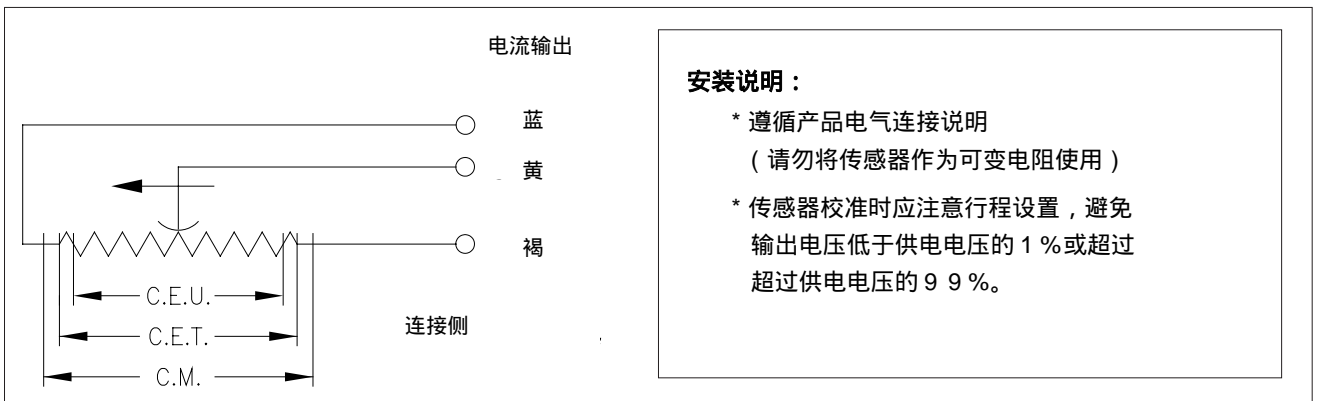 电流输出
蓝
黄
褐
C.E.U.
C.E.T.
C.M.
连接侧
安装说明：
* 遵循产品电气连接说明
（请勿将传感器作为可变电阻使用）
* 传感器校准时应注意行程设置，避免
输出电压低于供电电压的1%或超过
超过供电电压的99%。